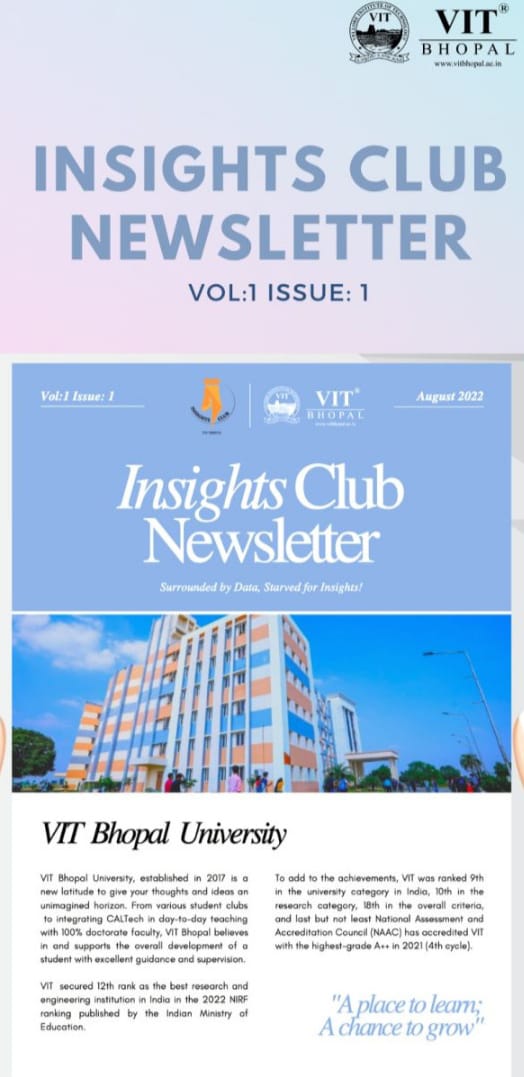 VIT®
BHOPAL
www.vitbhopal.ac.in
INSIGHTS CLUB
NEWSLETTER
VOL:1 ISSUE: 1
Vol:1 Issue: 1
INSIGHTS CLUB
VIT®
BHOPAL
August 2022
Insights Club
Newsletter
Surrounded by Data, Starved for Insights!
VIT Bhopal University
VIT Bhopal University, established in 2017 is a
new latitude to give your thoughts and ideas an
unimagined horizon. From various student clubs
to integrating CALTech in day-to-day teaching
with 100% doctorate faculty, VIT Bhopal believes
in and supports the overall development of a
student with excellent guidance and supervision.
VIT secured 12th rank as the best research and
engineering institution in India in the 2022 NIRF
ranking published by the Indian Ministry of
Education.
To add to the achievements, VIT was ranked 9th
in the university category in India, 10th in the
research category, 18th in the overall criteria,
and last but not least National Assessment and
Accreditation Council (NAAC) has accredited VIT
with the highest-grade A++ in 2021 (4th cycle).
"A place to learn;
A chance to grow"